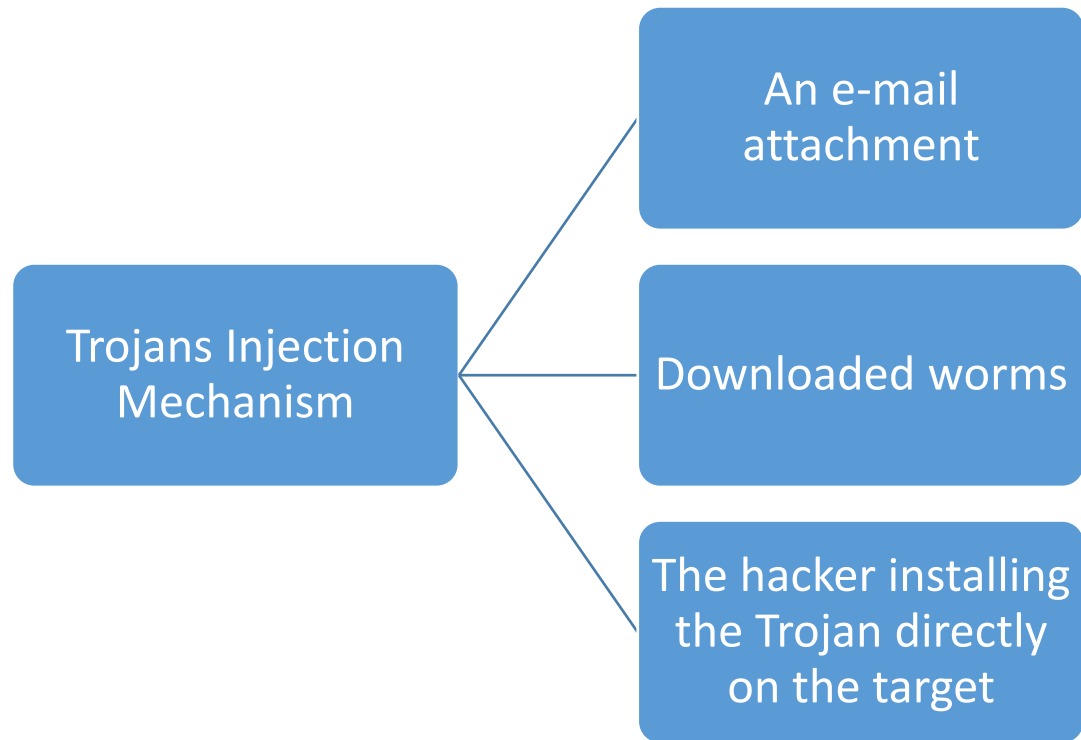 Trojans Injection
Mechanism
An e-mail
attachment
Downloaded worms
The hacker installing
the Trojan directly
on the target